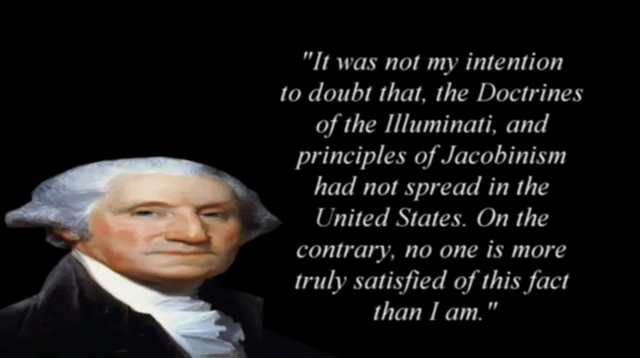 "It was not my intention
to doubt that, the Doctrines
of the Illuminati, and
principles of Jacobinism
had not spread in the
United States. On the
contrary, no one is more
truly satisfied of this fact
than I am."